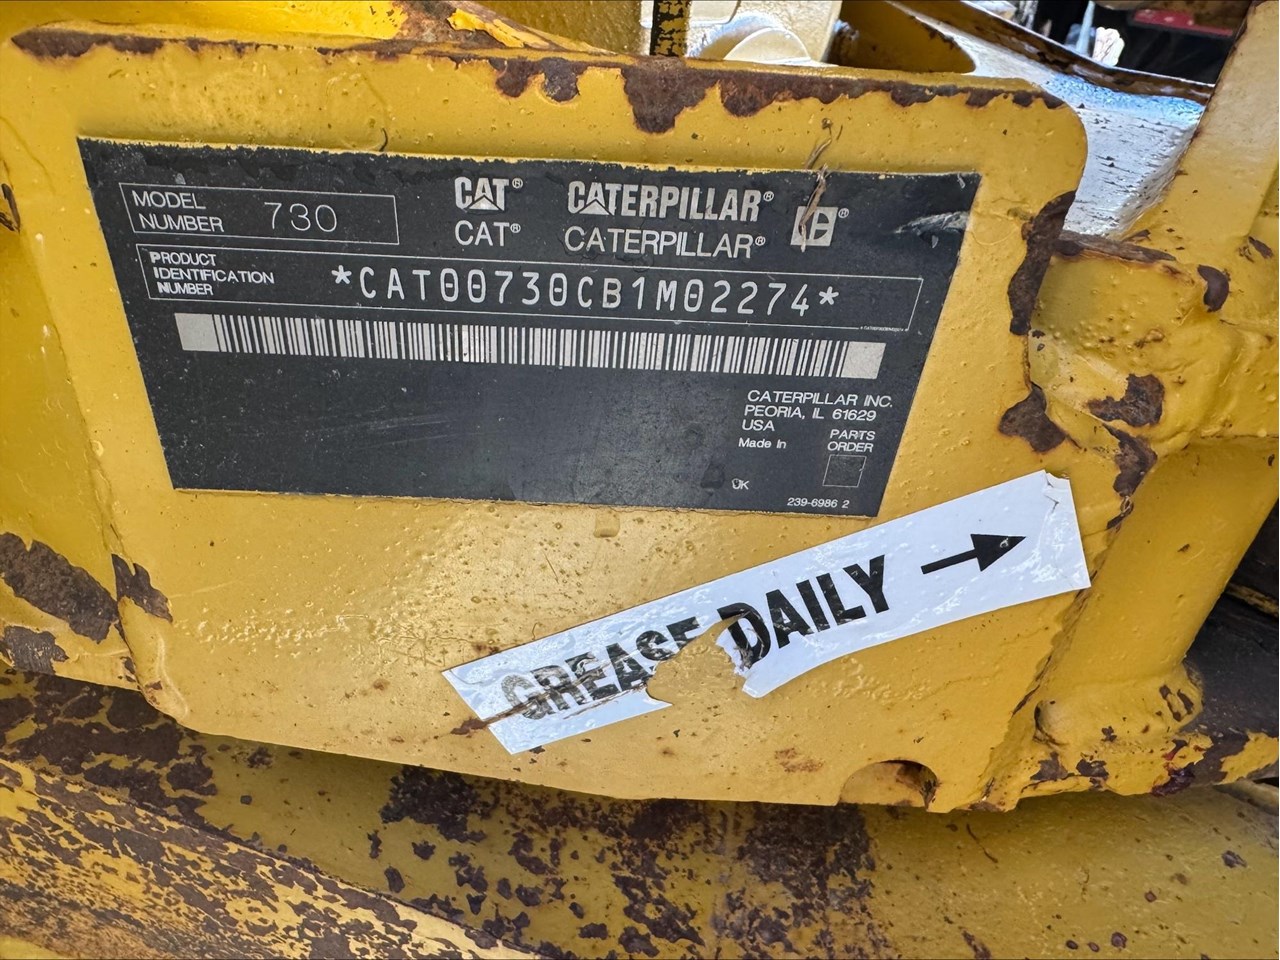 MODEL
NUMBER 730
CAT® CATERPILLAR® ®
CAT® CATERPILLAR®
PRODUCT
IDENTIFICATION
NUMBER
*CAT00730CB1M02274*
CATERPILLAR INC.
PEORIA, IL 61629
USA
Made In
PARTS
ORDER
UK
239-6986 2
GREASE DAILY →